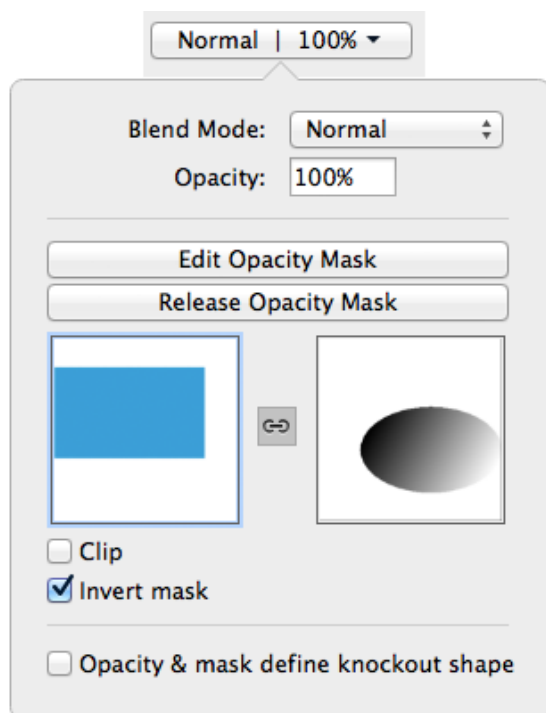 Normal | 100%
Blend Mode: Normal
Opacity: 100%
Edit Opacity Mask
Release Opacity Mask
Clip
Invert mask
Opacity & mask define knockout shape